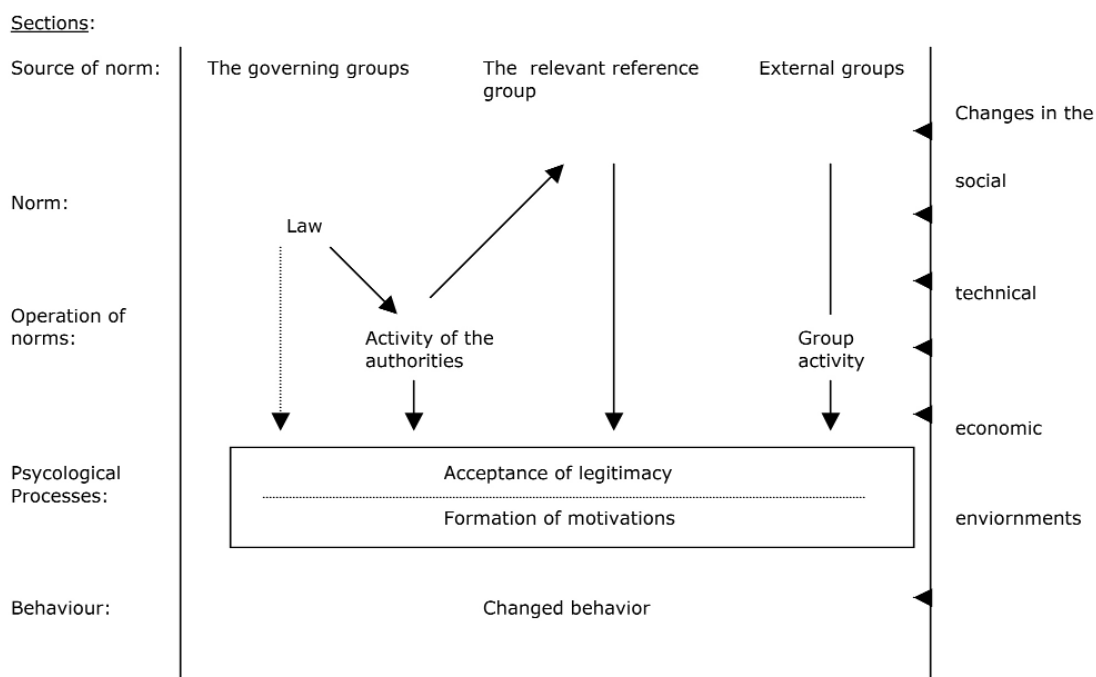 Sections:
Source of norm:
The governing groups
The relevant reference
group
External groups
Changes in the
social
Norm:
Law
technical
Operation of
norms:
Activity of the
authorities
Group
activity
economic
Psycological
Processes:
Acceptance of legitimacy
Formation of motivations
enviornments
Behaviour:
Changed behavior